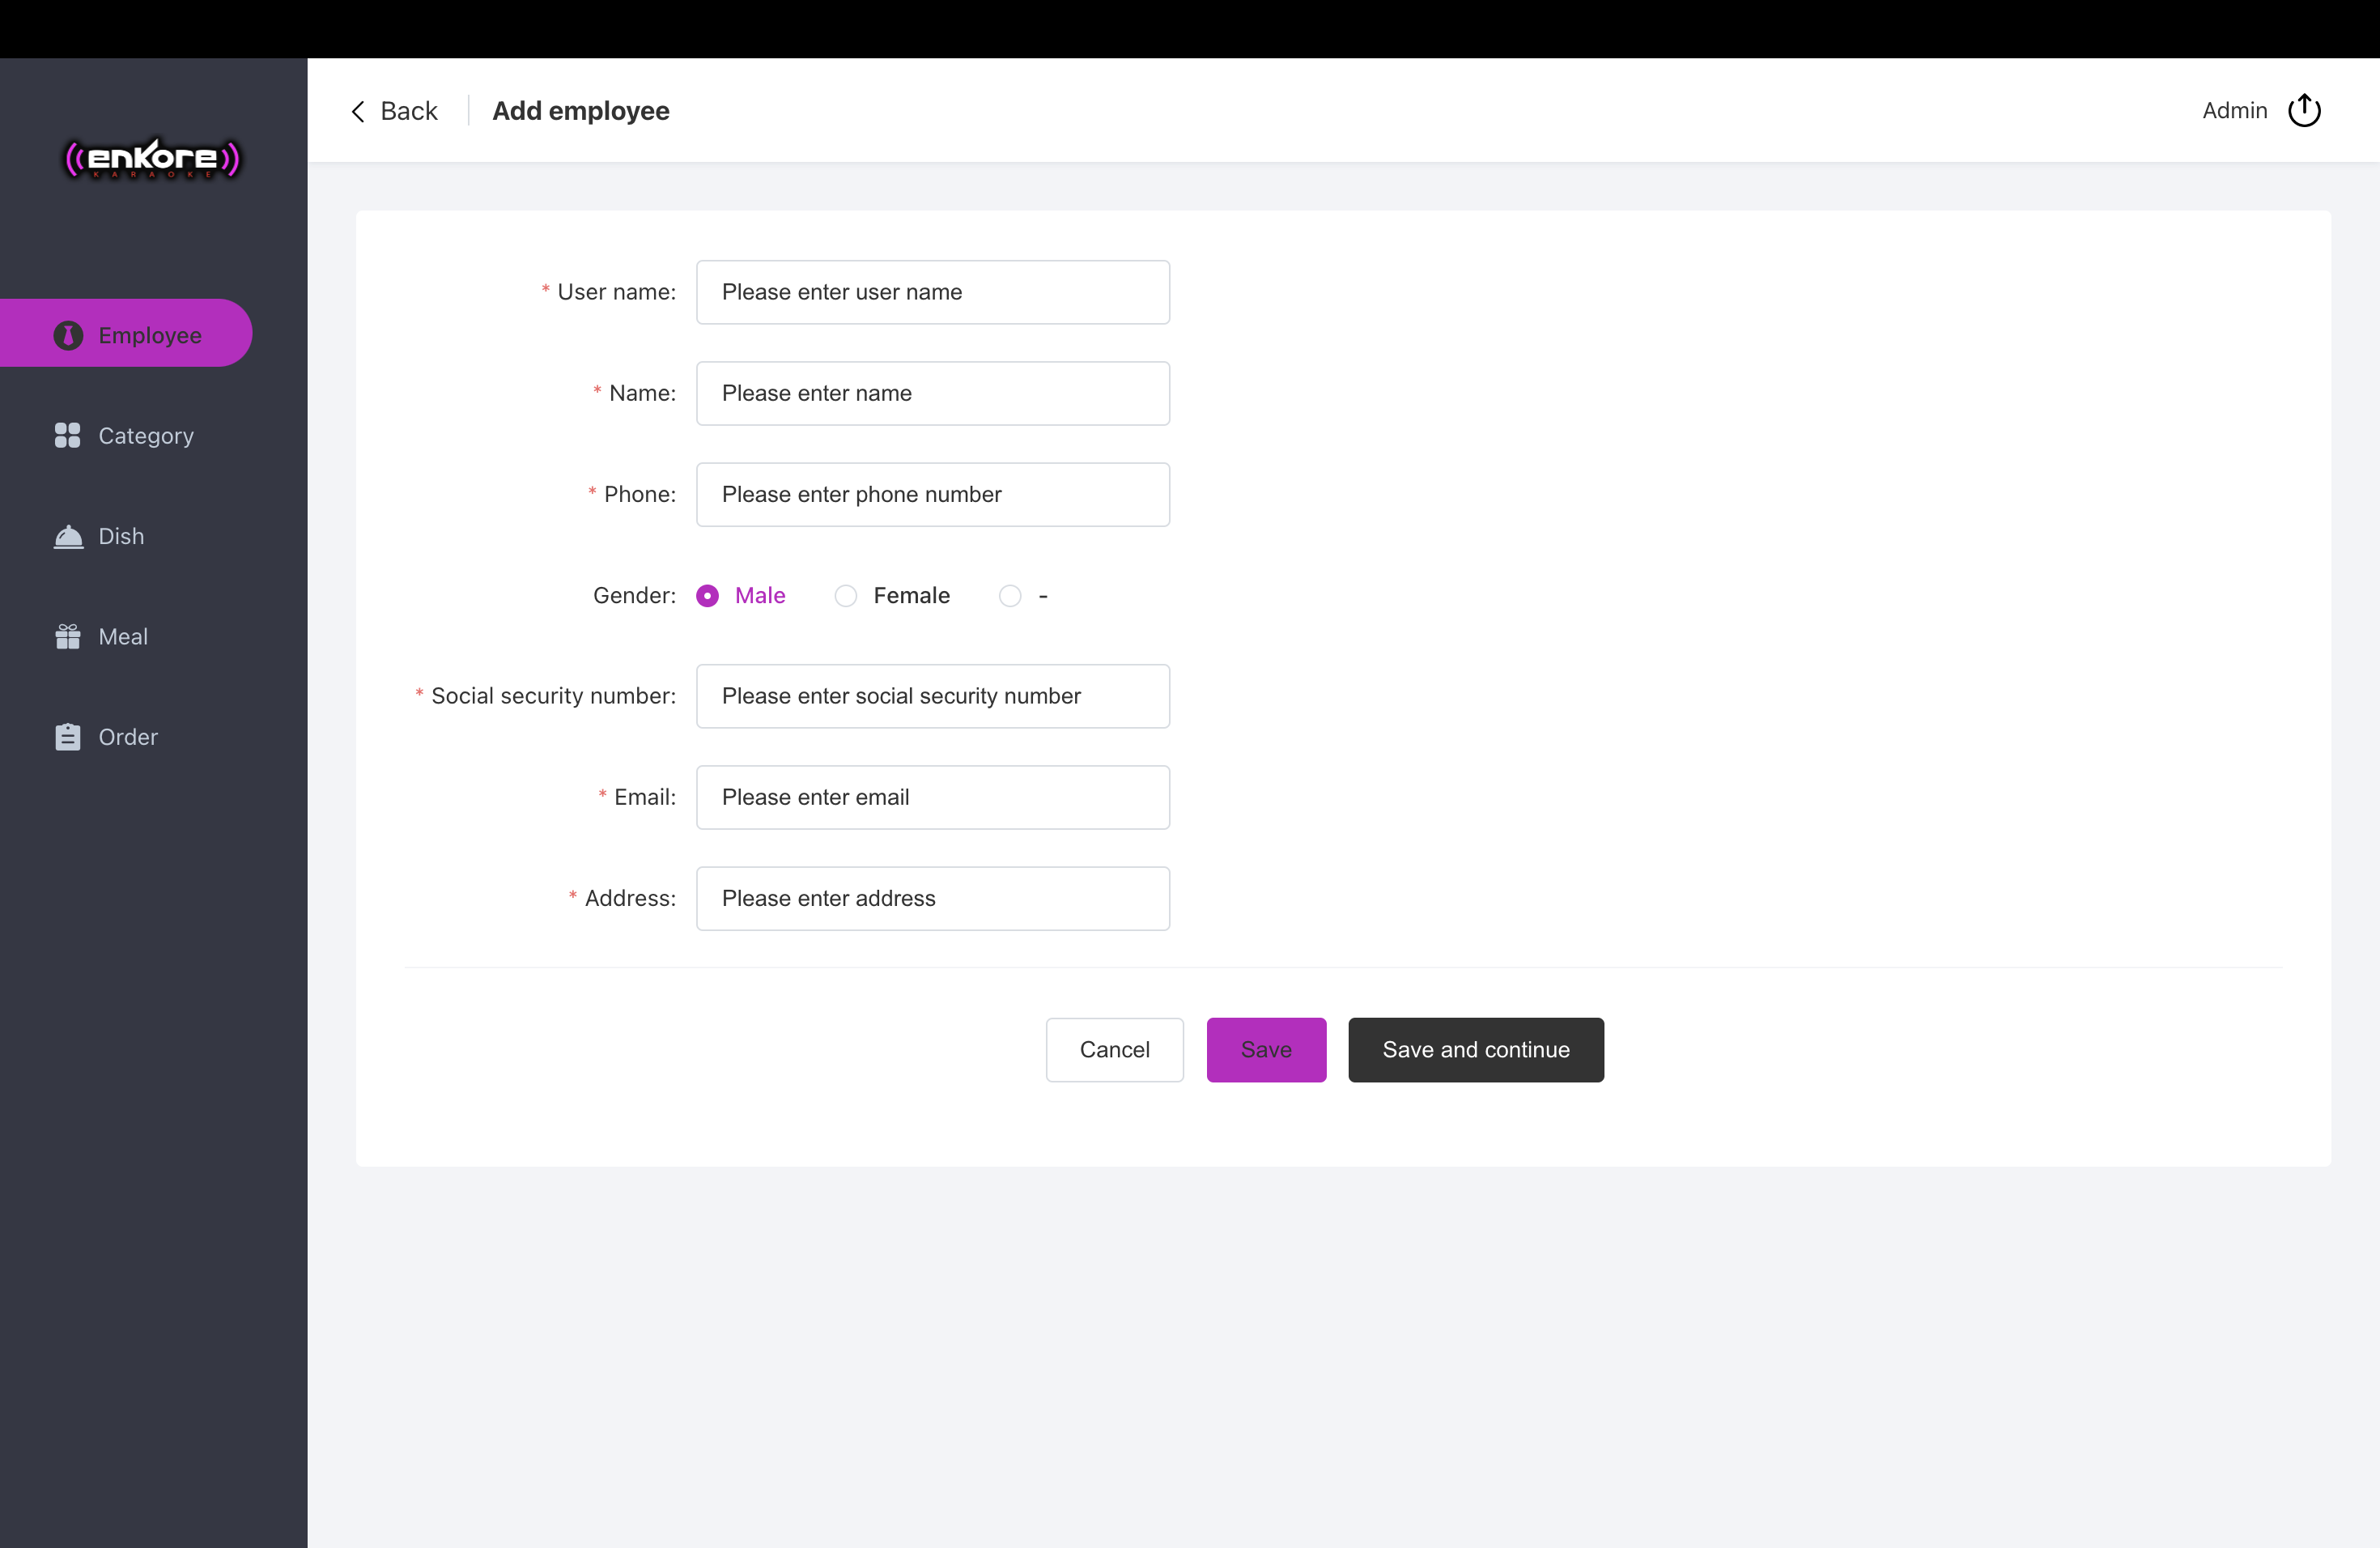 enkore
KARAOKE
Employee
Category
Dish
Meal
Order
Back
Add employee
Admin
* User name:
Please enter user name
* Name:
Please enter name
* Phone:
Please enter phone number
Gender:
Male
Female
-
* Social security number:
Please enter social security number
* Email:
Please enter email
* Address:
Please enter address
Cancel
Save
Save and continue